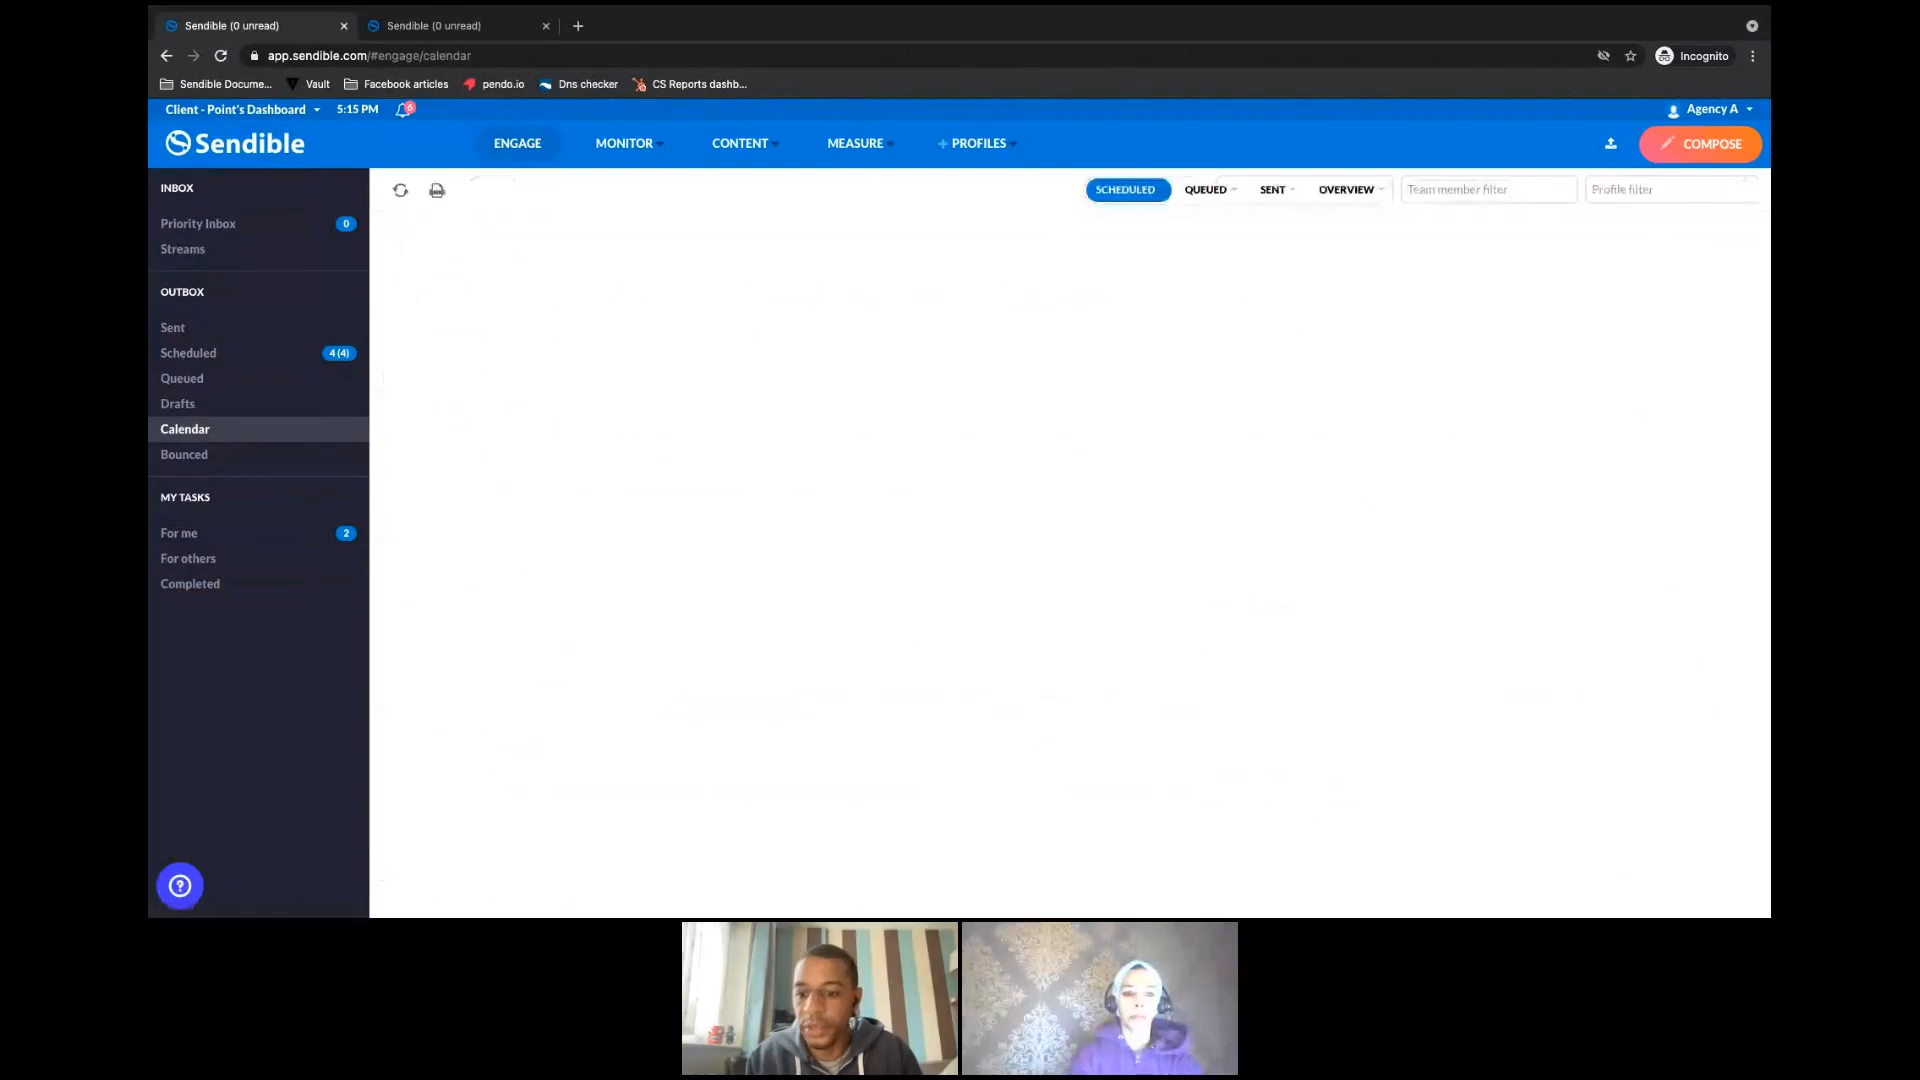 Sendible (0 unread)
Sendible (0 unread)
app.sendible.com/#engage/calendar
Incognito
Sendible Docume...
Vault
Facebook articles
pendo.io
Dns checker
CS Reports dashb...
Client - Point's Dashboard
5:15 PM
6
Agency A
Sendible
ENGAGE
MONITOR
CONTENT
MEASURE
+ PROFILES
COMPOSE
INBOX
Priority Inbox 0
Streams
OUTBOX
Sent
Scheduled 4 (4)
Queued
Drafts
Calendar
Bounced
MY TASKS
For me 2
For others
Completed
SCHEDULED
QUEUED
SENT
OVERVIEW
Team member filter
Profile filter
?